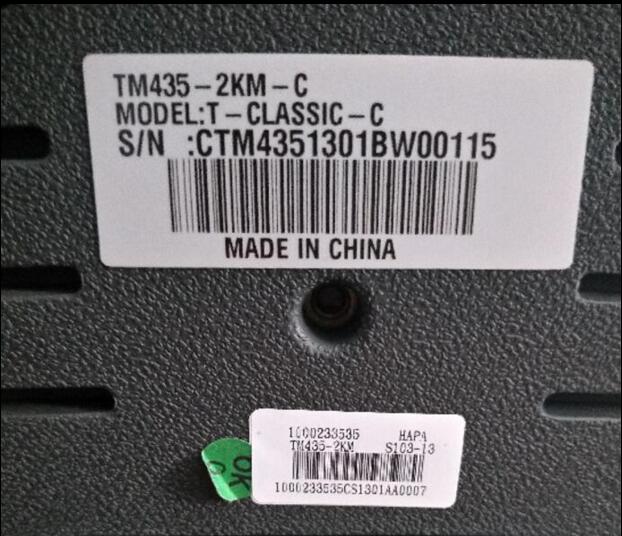 TM435-2KM-C
MODEL:T-CLASSIC-C
S/N :CTM4351301BW00115
MADE IN CHINA
1000233535 HAPA
TM435-2KM S103-13
1000233535CS1301AA0007
OK